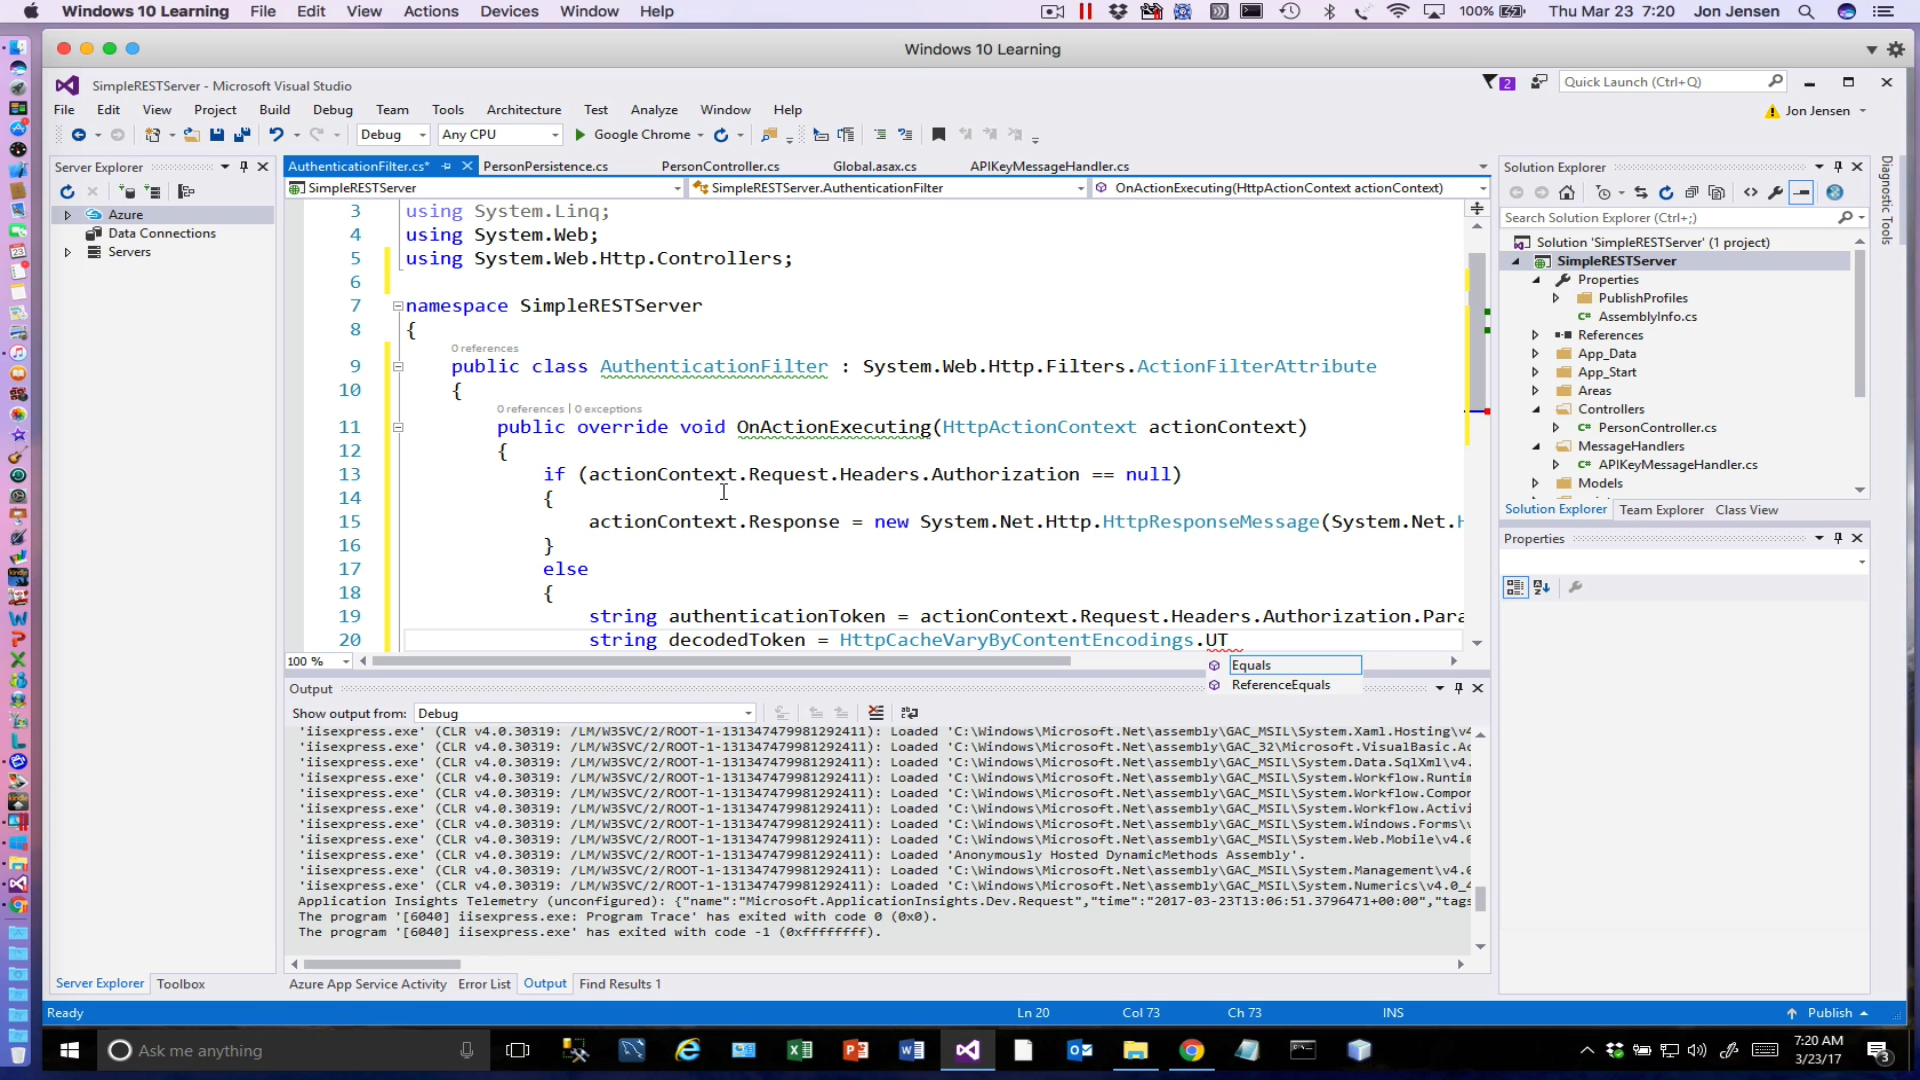 Windows 10 Learning File Edit View Actions Devices Window Help 100% Thu Mar 23 7:20 Jon Jensen
Windows 10 Learning
SimpleRESTServer - Microsoft Visual Studio 2 Quick Launch (Ctrl+Q)
File Edit View Project Build Debug Team Tools Architecture Test Analyze Window Help Jon Jensen
Debug Any CPU Google Chrome
Server Explorer
Azure
Data Connections
Servers
AuthenticationFilter.cs* PersonPersistence.cs PersonController.cs Global.asax.cs APIKeyMessageHandler.cs
SimpleRESTServer SimpleRESTServer.AuthenticationFilter OnActionExecuting(HttpActionContext actionContext)
3 using System.Linq;
4 using System.Web;
5 using System.Web.Http.Controllers;
6
7 namespace SimpleRESTServer
8 {
0 references
9 public class AuthenticationFilter : System.Web.Http.Filters.ActionFilterAttribute
10 {
0 references | 0 exceptions
11 public override void OnActionExecuting(HttpActionContext actionContext)
12 {
13 if (actionContext.Request.Headers.Authorization == null)
14 {
15 actionContext.Response = new System.Net.Http.HttpResponseMessage(System.Net.H
16 }
17 else
18 {
19 string authenticationToken = actionContext.Request.Headers.Authorization.Para
20 string decodedToken = HttpCacheVaryByContentEncodings.UT
100 %
Equals
ReferenceEquals
Output
Show output from: Debug
'iisexpress.exe' (CLR v4.0.30319: /LM/W3SVC/2/ROOT-1-131347479981292411): Loaded 'C:\Windows\Microsoft.Net\assembly\GAC_MSIL\System.Xaml.Hosting\v4
'iisexpress.exe' (CLR v4.0.30319: /LM/W3SVC/2/ROOT-1-131347479981292411): Loaded 'C:\Windows\Microsoft.Net\assembly\GAC_32\Microsoft.VisualBasic.Ac
'iisexpress.exe' (CLR v4.0.30319: /LM/W3SVC/2/ROOT-1-131347479981292411): Loaded 'C:\Windows\Microsoft.Net\assembly\GAC_MSIL\System.Data.SqlXml\v4.
'iisexpress.exe' (CLR v4.0.30319: /LM/W3SVC/2/ROOT-1-131347479981292411): Loaded 'C:\Windows\Microsoft.Net\assembly\GAC_MSIL\System.Workflow.Runtim
'iisexpress.exe' (CLR v4.0.30319: /LM/W3SVC/2/ROOT-1-131347479981292411): Loaded 'C:\Windows\Microsoft.Net\assembly\GAC_MSIL\System.Workflow.Compor
'iisexpress.exe' (CLR v4.0.30319: /LM/W3SVC/2/ROOT-1-131347479981292411): Loaded 'C:\Windows\Microsoft.Net\assembly\GAC_MSIL\System.Workflow.Activi
'iisexpress.exe' (CLR v4.0.30319: /LM/W3SVC/2/ROOT-1-131347479981292411): Loaded 'C:\Windows\Microsoft.Net\assembly\GAC_MSIL\System.Windows.Forms\v
'iisexpress.exe' (CLR v4.0.30319: /LM/W3SVC/2/ROOT-1-131347479981292411): Loaded 'C:\Windows\Microsoft.Net\assembly\GAC_MSIL\System.Web.Mobile\v4.0
'iisexpress.exe' (CLR v4.0.30319: /LM/W3SVC/2/ROOT-1-131347479981292411): Loaded 'Anonymously Hosted DynamicMethods Assembly'.
'iisexpress.exe' (CLR v4.0.30319: /LM/W3SVC/2/ROOT-1-131347479981292411): Loaded 'C:\Windows\Microsoft.Net\assembly\GAC_MSIL\System.Management\v4.0
'iisexpress.exe' (CLR v4.0.30319: /LM/W3SVC/2/ROOT-1-131347479981292411): Loaded 'C:\Windows\Microsoft.Net\assembly\GAC_MSIL\System.Numerics\v4.0_4
Application Insights Telemetry (unconfigured): {"name":"Microsoft.ApplicationInsights.Dev.Request","time":"2017-03-23T13:06:51.3796471+00:00","tags
The program '[6040] iisexpress.exe: Program Trace' has exited with code 0 (0x0).
The program '[6040] iisexpress.exe' has exited with code -1 (0xffffffff).
Server Explorer Toolbox
Azure App Service Activity Error List Output Find Results 1
Solution Explorer
Search Solution Explorer (Ctrl+;)
Solution 'SimpleRESTServer' (1 project)
SimpleRESTServer
Properties
PublishProfiles
C# AssemblyInfo.cs
References
App_Data
App_Start
Areas
Controllers
C# PersonController.cs
MessageHandlers
C# APIKeyMessageHandler.cs
Models
Solution Explorer Team Explorer Class View
Properties
Diagnostic Tools
Ready Ln 20 Col 73 Ch 73 INS Publish
Ask me anything
7:20 AM
3/23/17
3